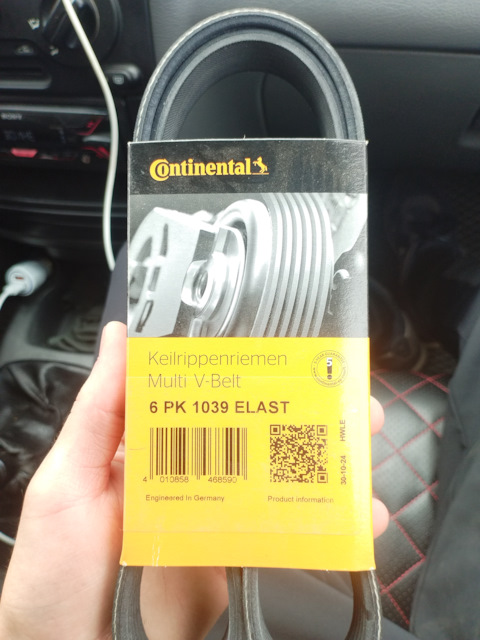 SONY
Continental
Keilrippenriemen
Multi V-Belt
6 PK 1039 ELAST
4 010858 468590
Engineered in Germany
Product information
30-10-24 HWLE